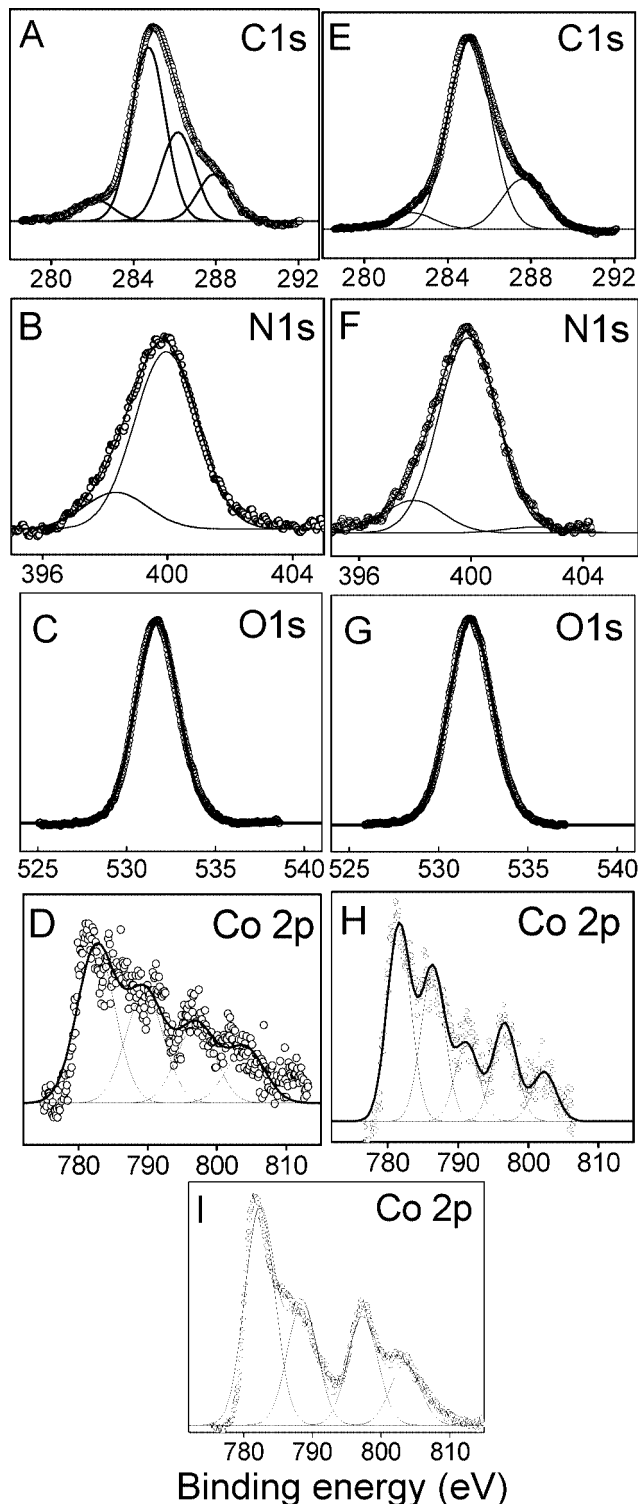 A C1s
280 284 288 292
E C1s
280 284 288 292
B N1s
396 400 404
F N1s
396 400 404
C O1s
525 530 535 540
G O1s
525 530 535 540
D Co 2p
780 790 800 810
H Co 2p
780 790 800 810
I Co 2p
780 790 800 810
Binding energy (eV)